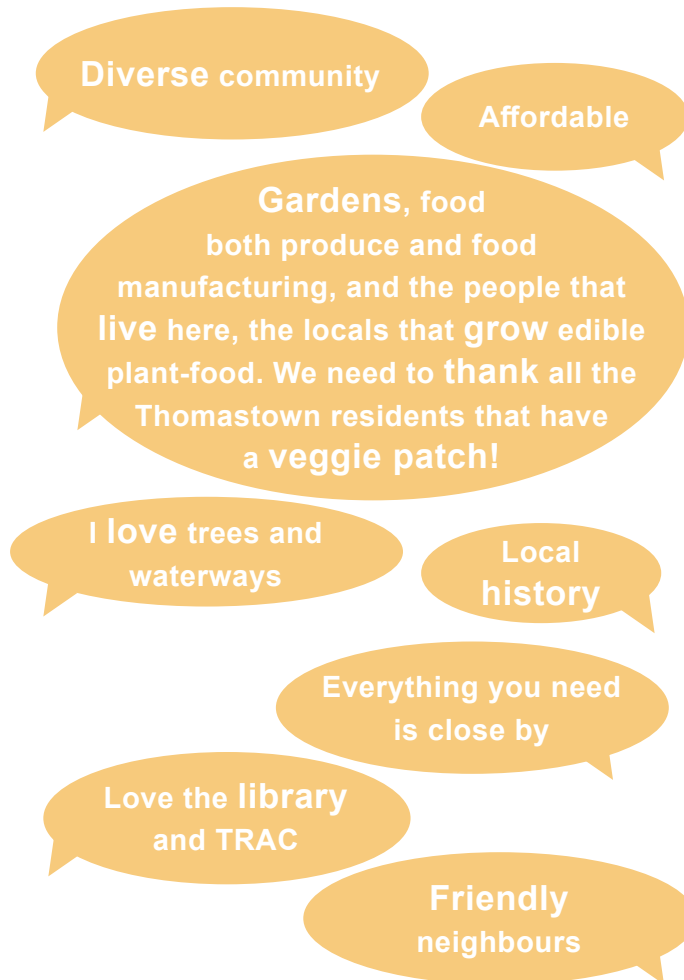 Diverse community
Affordable
Gardens, food
both produce and food
manufacturing, and the people that
live here, the locals that grow edible
plant-food. We need to thank all the
Thomastown residents that have
a veggie patch!
I love trees and
waterways
Local
history
Everything you need
is close by
Love the library
and TRAC
Friendly
neighbours